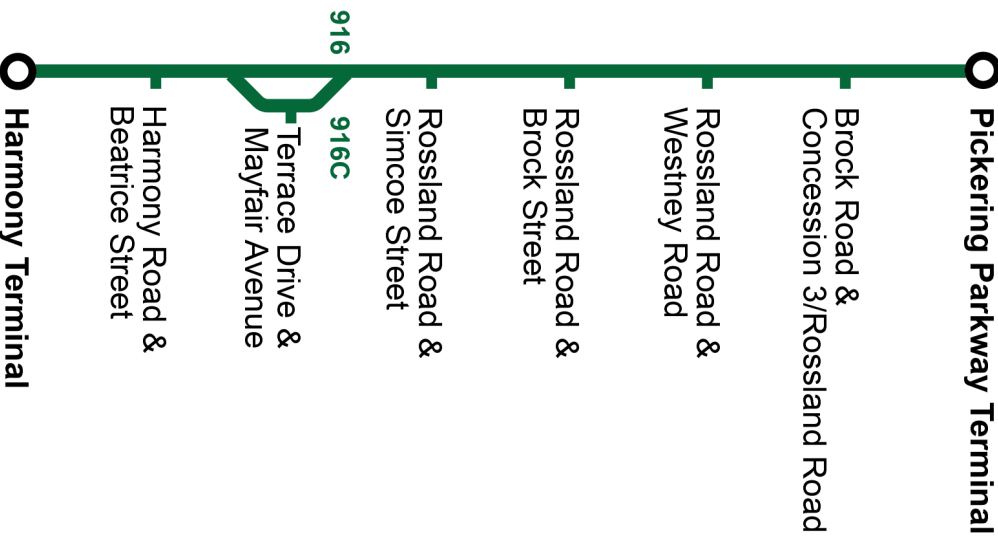 Pickering Parkway Terminal
Brock Road &
Concession 3/Rossland Road
Rossland Road &
Westney Road
Rossland Road &
Brock Street
Rossland Road &
Simcoe Street
916
916C
Terrace Drive &
Mayfair Avenue
Harmony Road &
Beatrice Street
Harmony Terminal